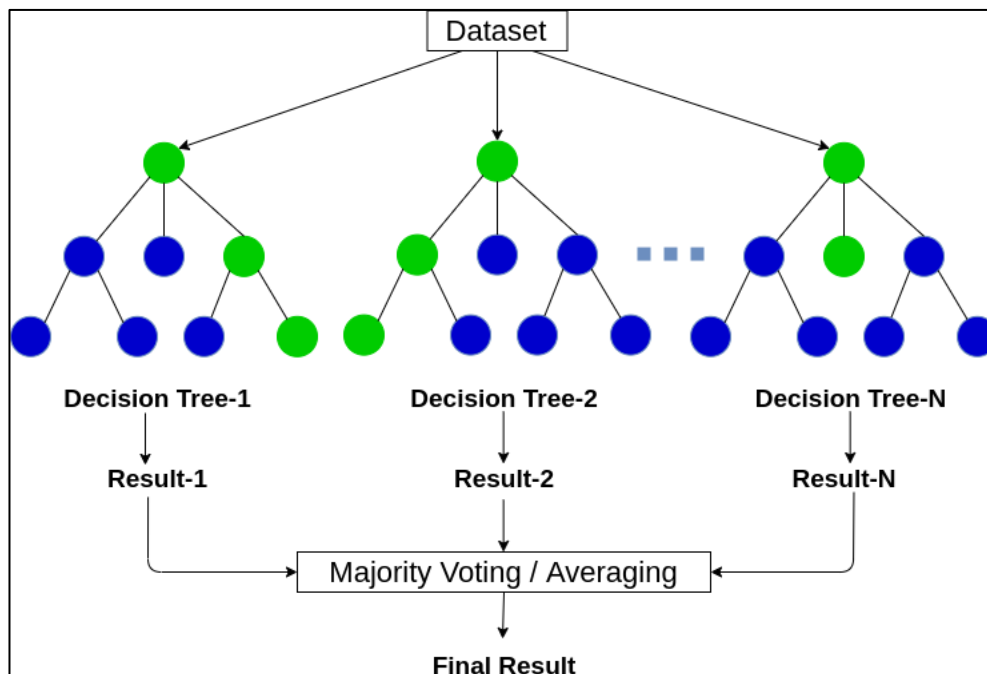 Dataset
Decision Tree-1
Decision Tree-2
Decision Tree-N
Result-1
Result-2
Result-N
Majority Voting / Averaging
Final Result